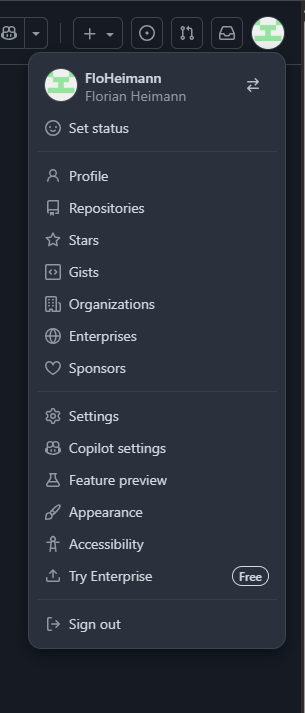 FloHeimann
Florian Heimann
Set status
Profile
Repositories
Stars
Gists
Organizations
Enterprises
Sponsors
Settings
Copilot settings
Feature preview
Appearance
Accessibility
Try Enterprise Free
Sign out